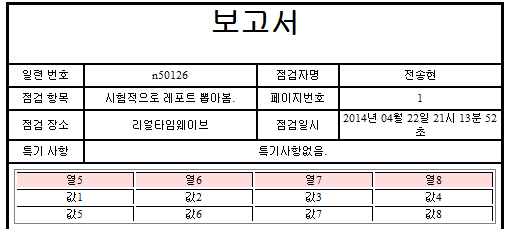 보고서
일련 번호 n50126 점검자명 전송현
점검 항목 시험적으로 레포트 뽑아봄. 페이지번호 1
점검 장소 리얼타임웨이브 점검일시 2014년 04월 22일 21시 13분 52
초
특기 사항 특기사항없음.
열5 열6 열7 열8
값1 값2 값3 값4
값5 값6 값7 값8